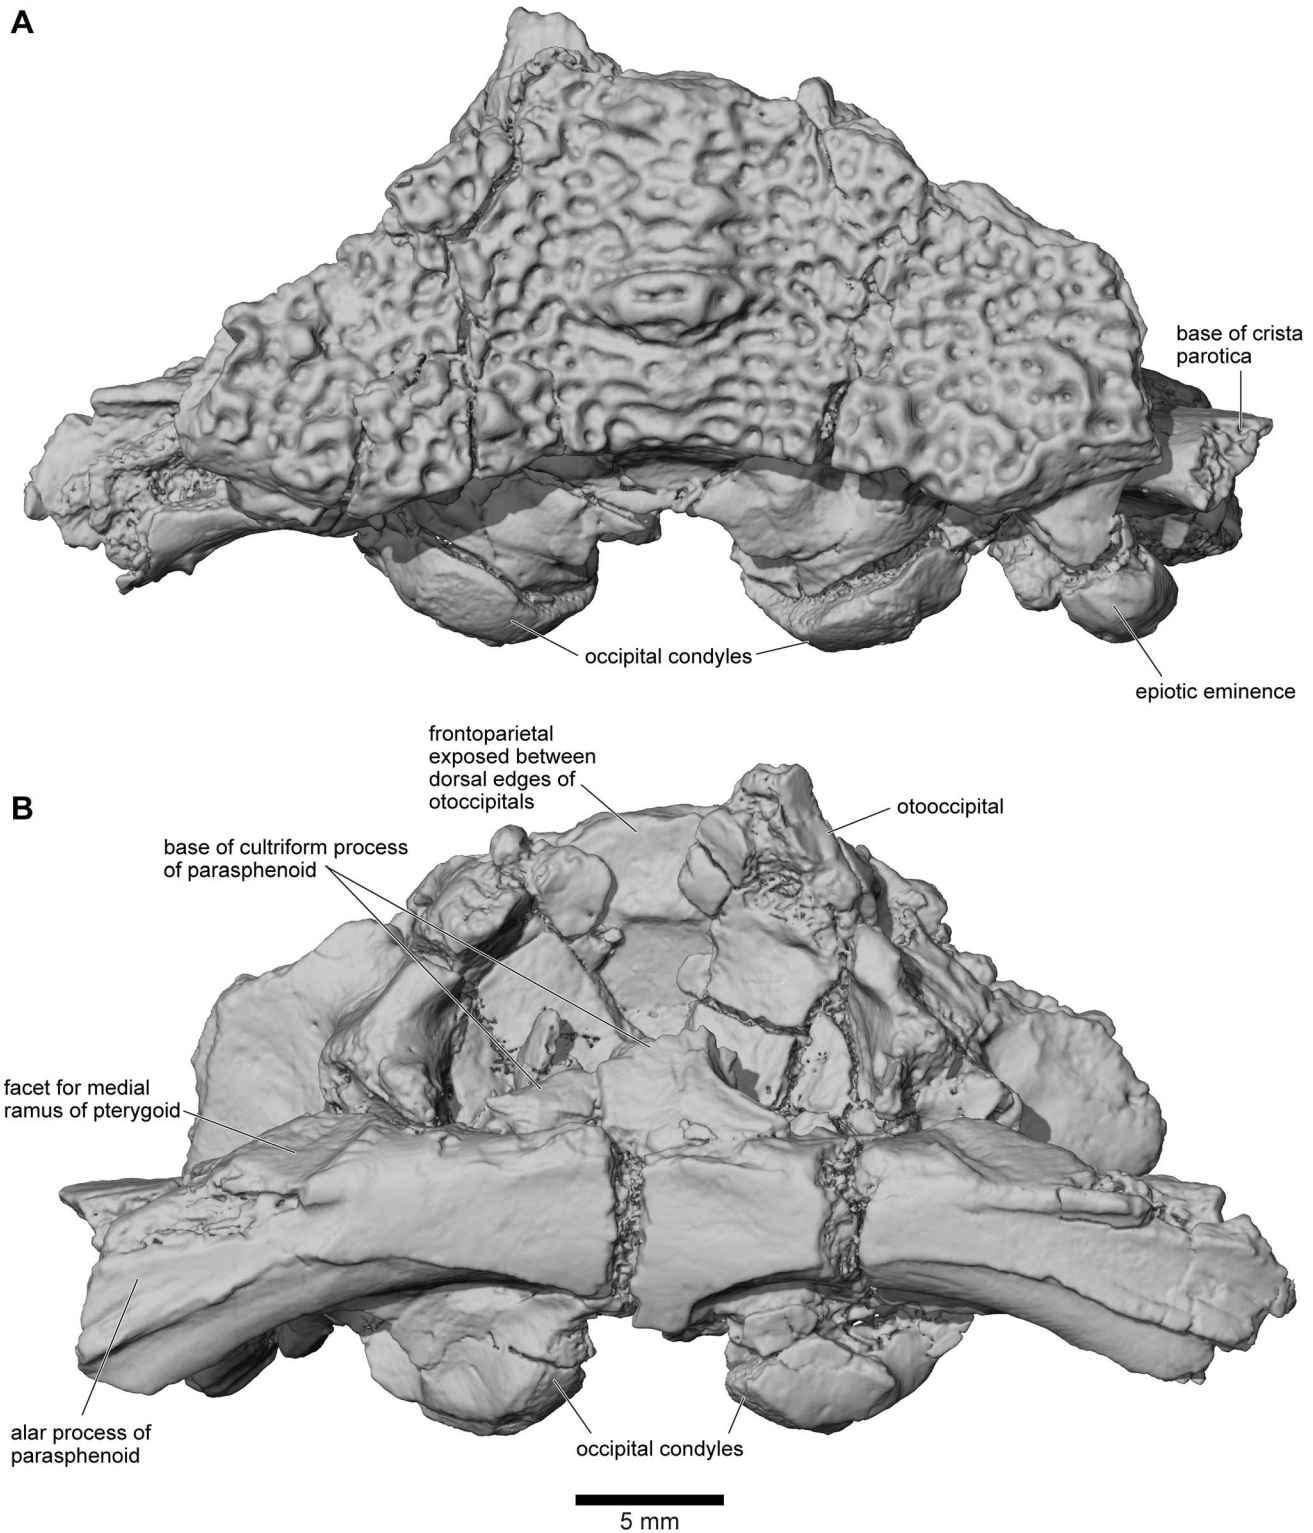 A
base of crista
parotica
occipital condyles
epiotic eminence
frontoparietal
exposed between
dorsal edges of
otoccipitals
B
otooccipital
base of cultriform process
of parasphenoid
facet for medial
ramus of pterygoid
alar process of
parasphenoid
occipital condyles
5 mm